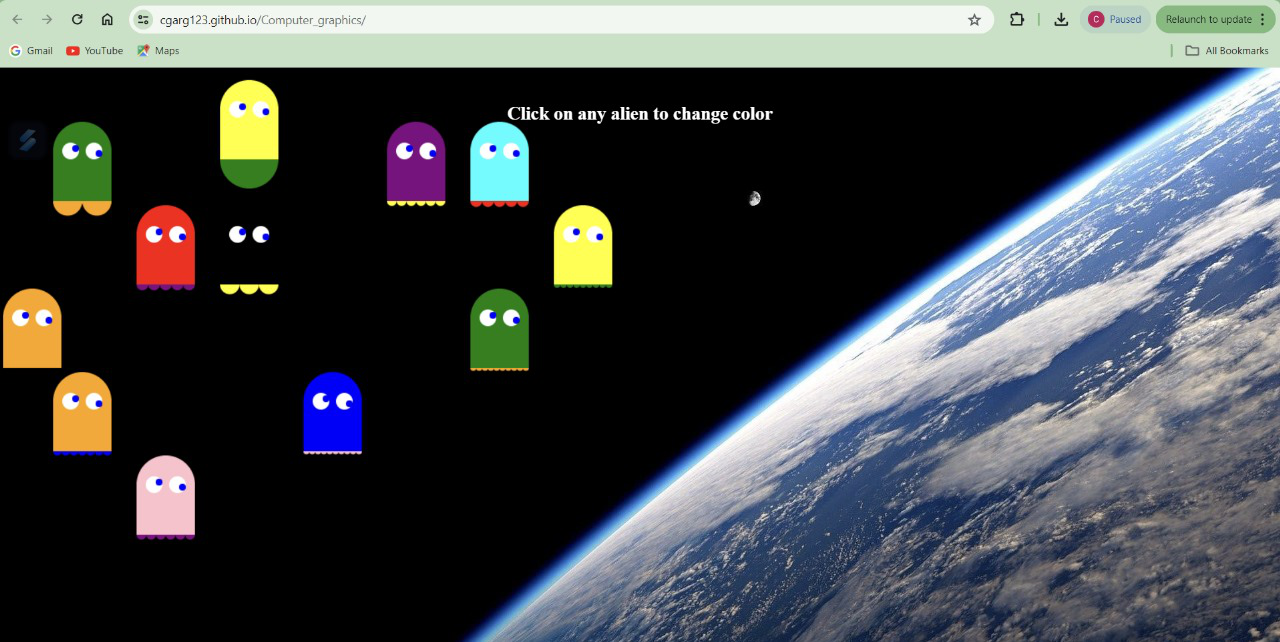 cgarg123.github.io/Computer_graphics/
C Paused
Relaunch to update
G Gmail
YouTube
Maps
All Bookmarks
Click on any alien to change color